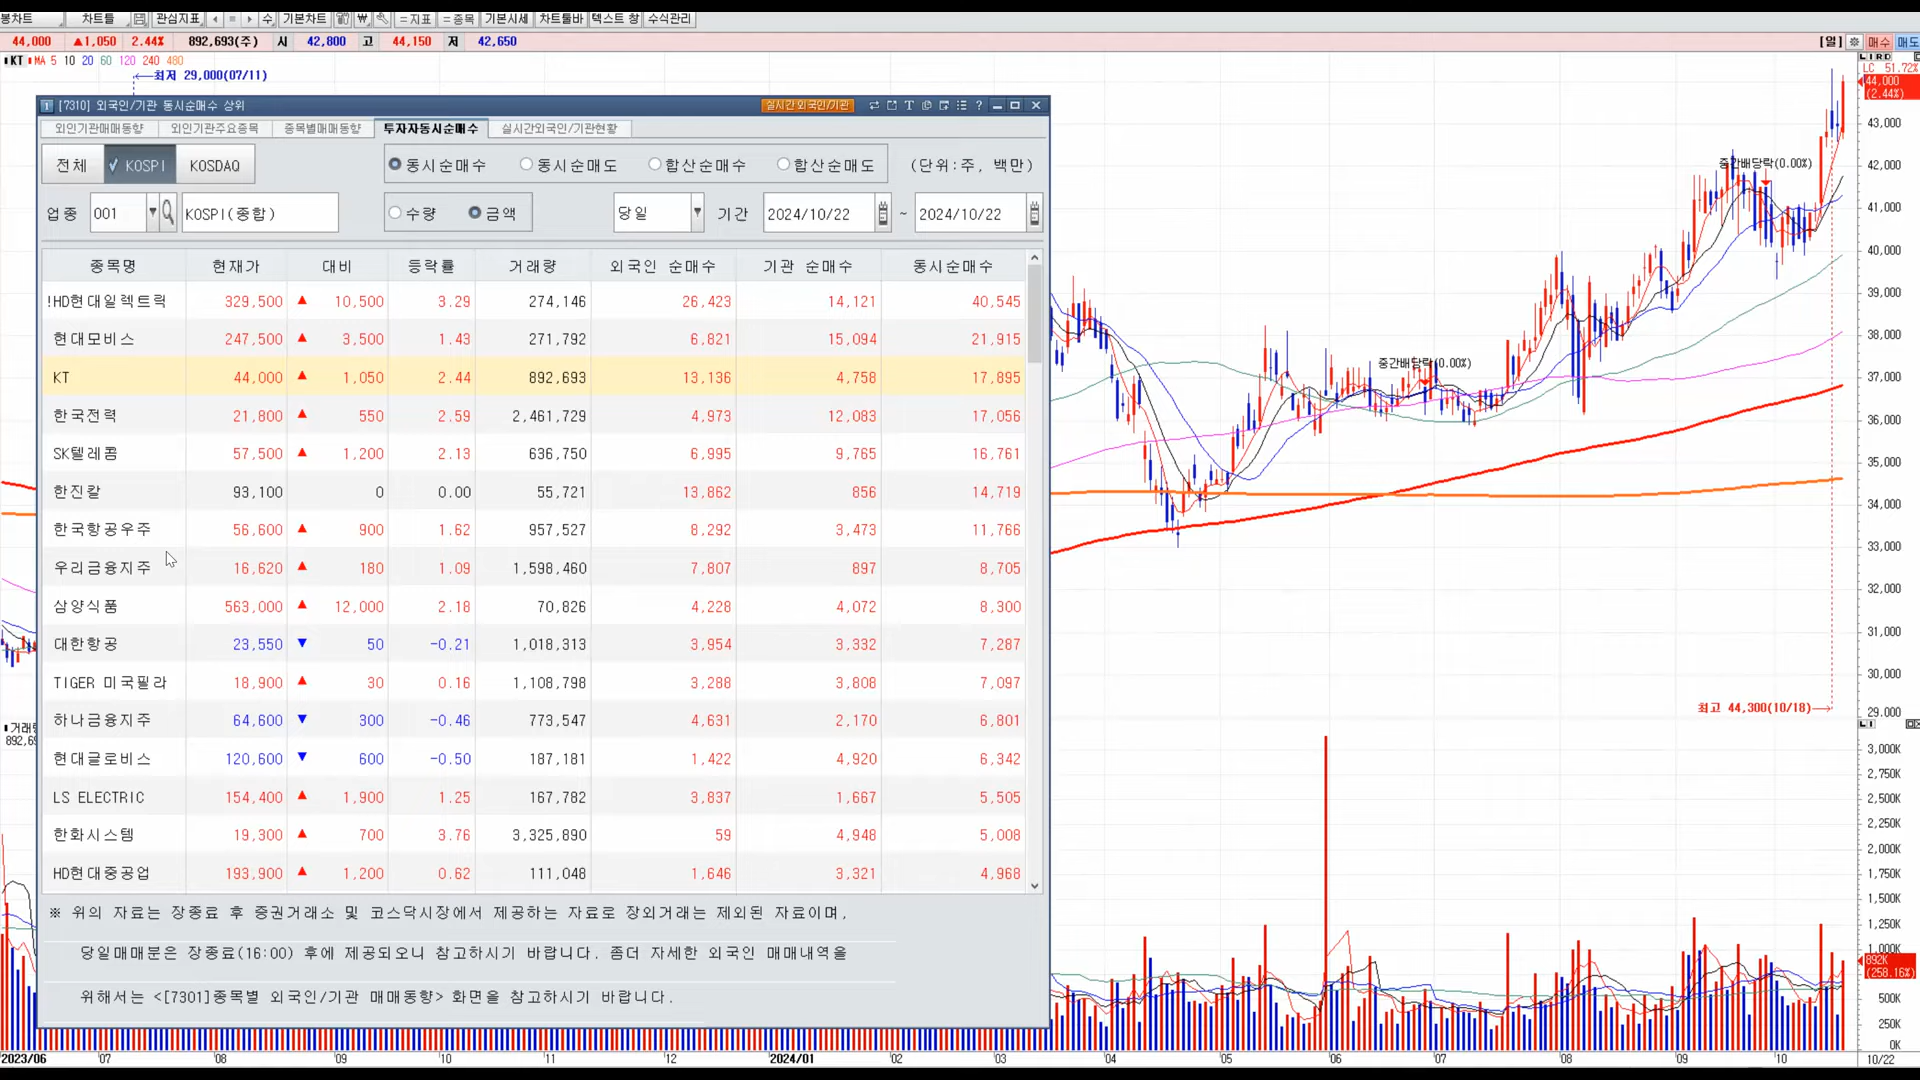 봉차트 차트틀 관심지표 수 기본차트 지표 종목 기본시세 차트툴바 텍스트 창 수식관리
44,000 ▲1,050 2.44% 892,693(주) 시 42,800 고 44,150 저 42,650 [일] 매수 매도
KT MA 5 10 20 60 120 240 480
최저 29,000(07/11)
LC 51.72%
44,000
(2.44%)
[7310] 외국인/기관 동시순매수 상위 실시간 외국인/기관 T ?
외인기관매매동향 외인기관주요종목 종목별매매동향 투자자동시순매수 실시간외국인/기관현황
전체 KOSPI KOSDAQ 동시순매수 동시순매도 합산순매수 합산순매도 (단위:주, 백만)
업종 001 KOSPI(종합) 수량 금액 당일 기간 2024/10/22 ~ 2024/10/22
종목명 현재가 대비 등락률 거래량 외국인 순매수 기관 순매수 동시순매수
!HD현대일렉트릭 329,500 ▲ 10,500 3.29 274,146 26,423 14,121 40,545
현대모비스 247,500 ▲ 3,500 1.43 271,792 6,821 15,094 21,915
KT 44,000 ▲ 1,050 2.44 892,693 13,136 4,758 17,895
한국전력 21,800 ▲ 550 2.59 2,461,729 4,973 12,083 17,056
SK텔레콤 57,500 ▲ 1,200 2.13 636,750 6,995 9,765 16,761
한진칼 93,100 0 0.00 55,721 13,862 856 14,719
한국항공우주 56,600 ▲ 900 1.62 957,527 8,292 3,473 11,766
우리금융지주 16,620 ▲ 180 1.09 1,598,460 7,807 897 8,705
삼양식품 563,000 ▲ 12,000 2.18 70,826 4,228 4,072 8,300
대한항공 23,550 ▼ 50 -0.21 1,018,313 3,954 3,332 7,287
TIGER 미국필라 18,900 ▲ 30 0.16 1,108,798 3,288 3,808 7,097
하나금융지주 64,600 ▼ 300 -0.46 773,547 4,631 2,170 6,801
현대글로비스 120,600 ▼ 600 -0.50 187,181 1,422 4,920 6,342
LS ELECTRIC 154,400 ▲ 1,900 1.25 167,782 3,837 1,667 5,505
한화시스템 19,300 ▲ 700 3.76 3,325,890 59 4,948 5,008
HD현대중공업 193,900 ▲ 1,200 0.62 111,048 1,646 3,321 4,968
※ 위의 자료는 장종료 후 증권거래소 및 코스닥시장에서 제공하는 자료로 장외거래는 제외된 자료이며,
당일매매분은 장종료(16:00) 후에 제공되오니 참고하시기 바랍니다. 좀더 자세한 외국인 매매내역을
위해서는 <[7301]종목별 외국인/기관 매매동향> 화면을 참고하시기 바랍니다.
중간배당락(0.00%)
중간배당락(0.00%)
최고 44,300(10/18)
43,000
42,000
41,000
40,000
39,000
38,000
37,000
36,000
35,000
34,000
33,000
32,000
31,000
30,000
29,000
892,69
3,000K
2,750K
2,500K
2,250K
2,000K
1,750K
1,500K
1,250K
1,000K
892K
(258.16%)
500K
250K
0K
2023/06 07 08 09 10 11 12 2024/01 02 03 04 05 06 07 08 09 10 10/22